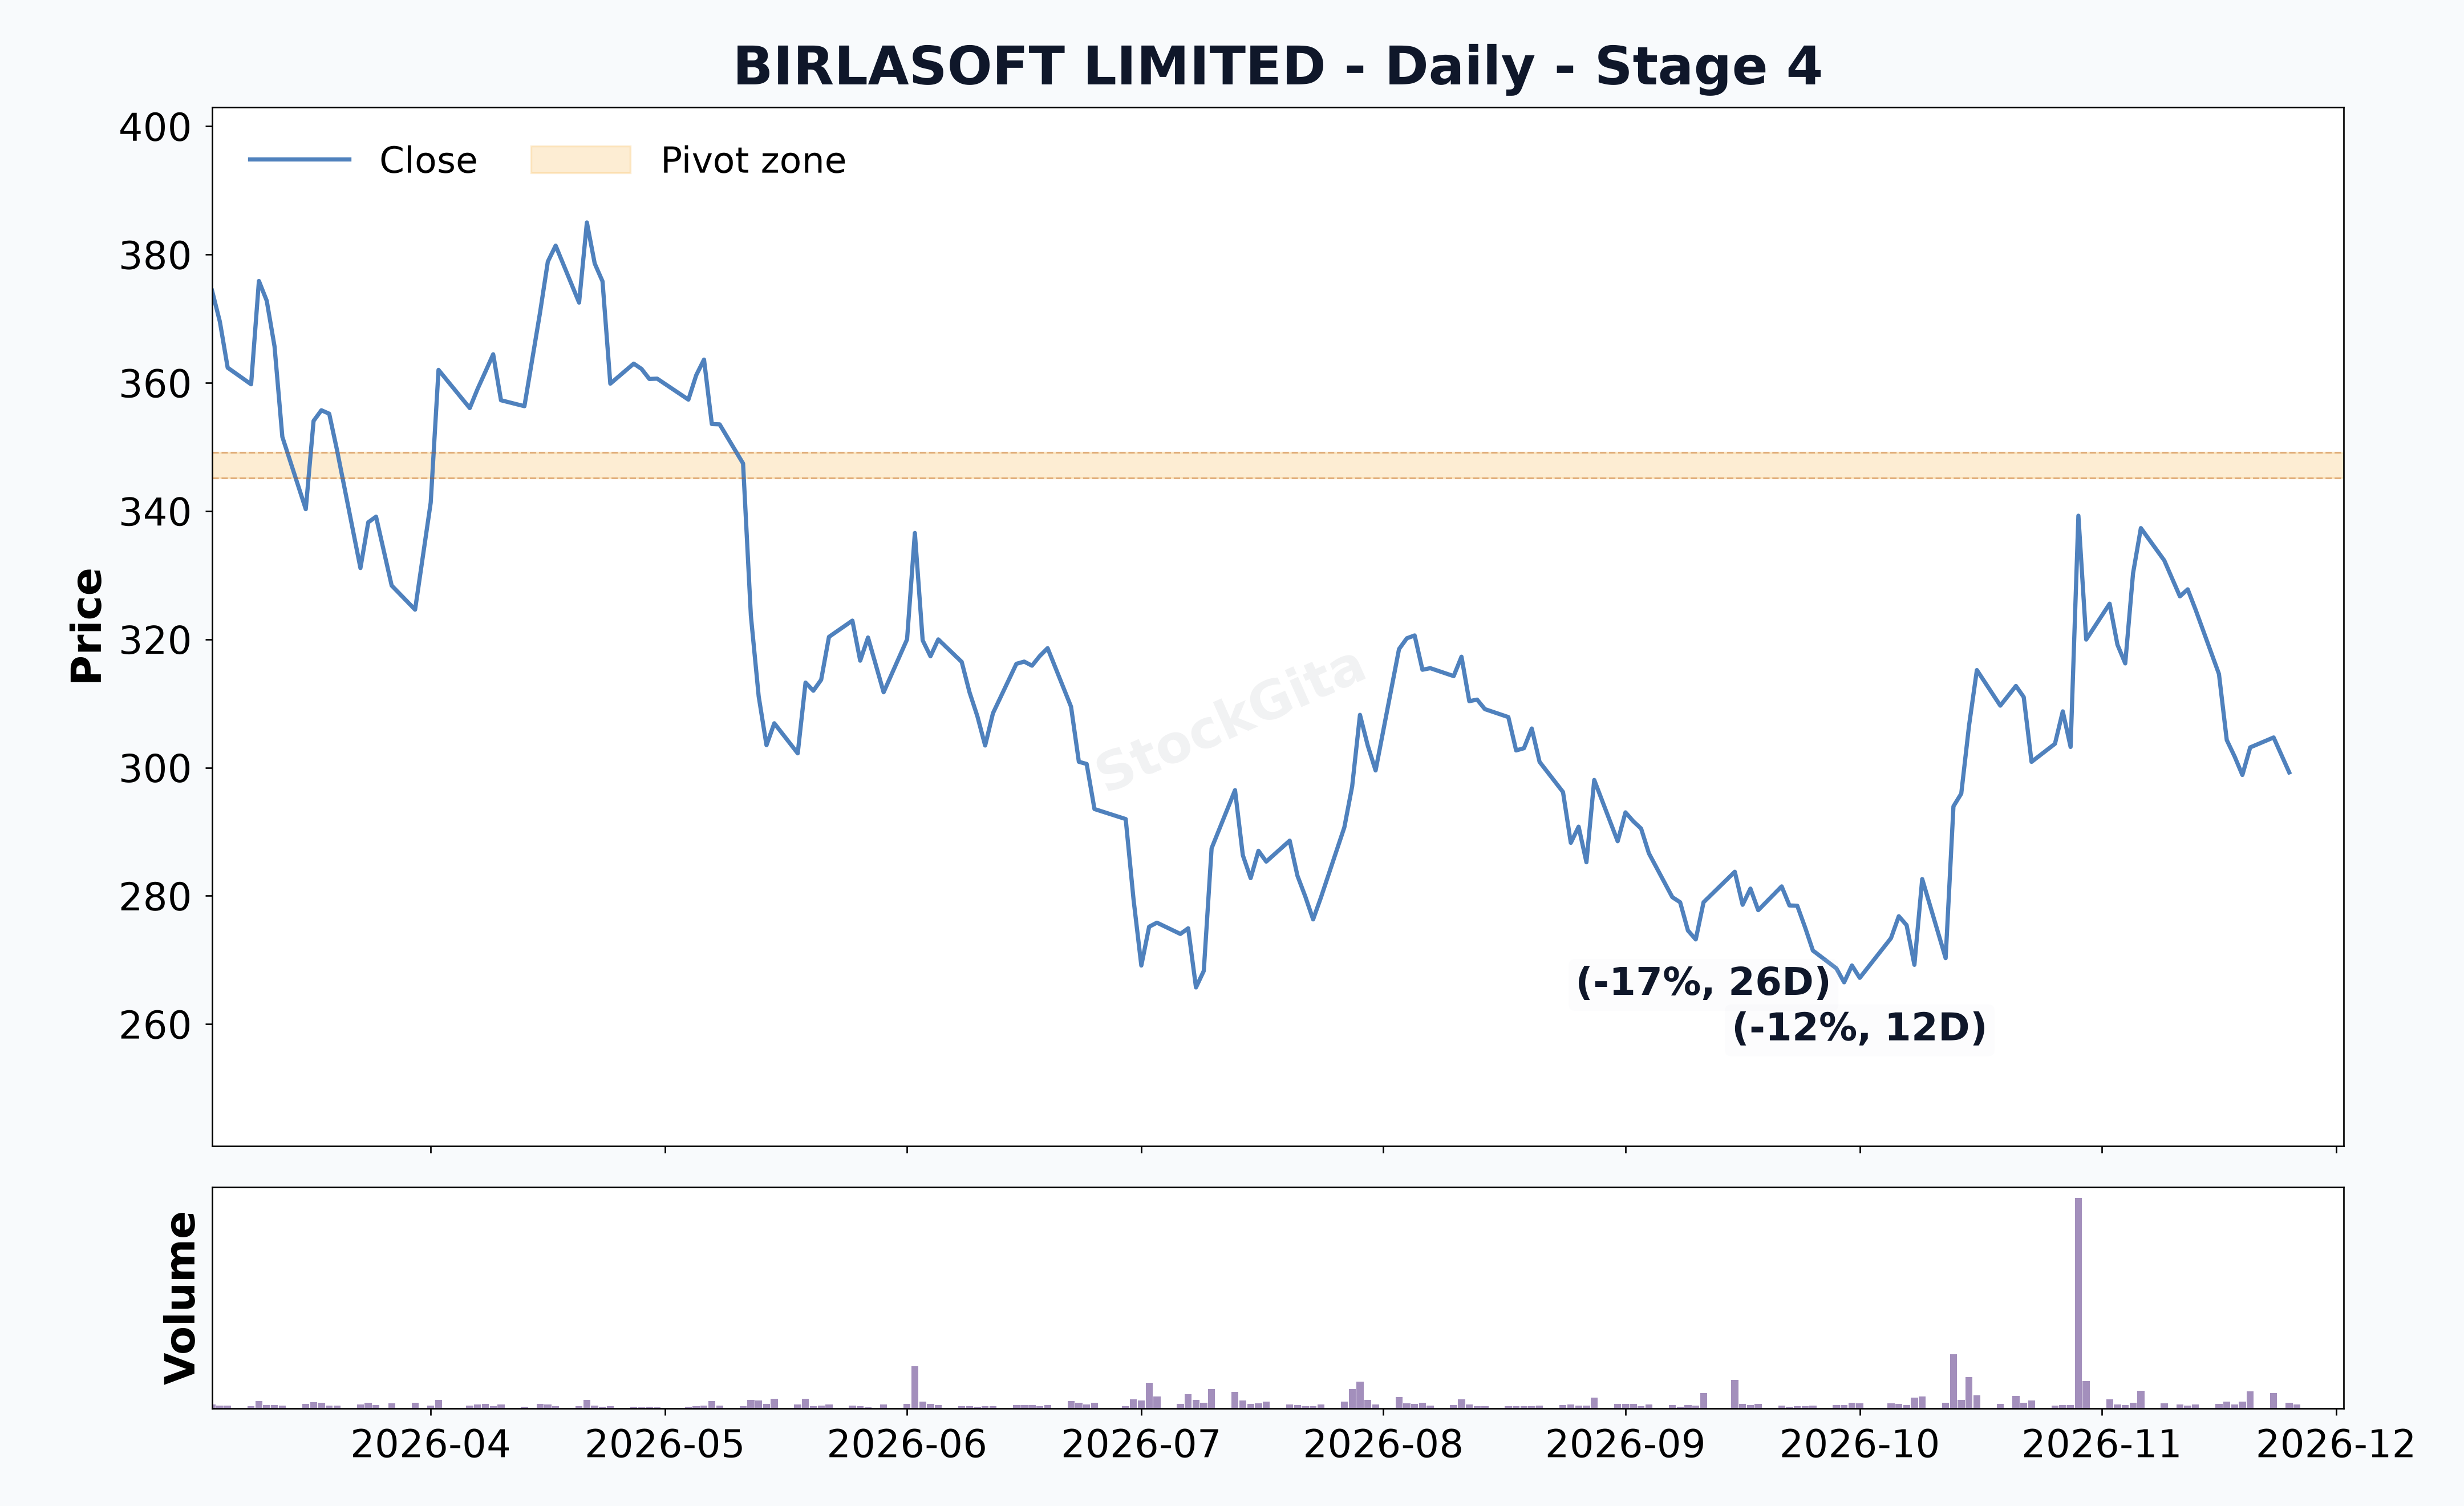 BIRLASOFT LIMITED - Daily - Stage 4
Close
Pivot zone
Price
400
380
360
340
320
300
280
260
StockGita
(-17%, 26D)
(-12%, 12D)
Volume
2026-04
2026-05
2026-06
2026-07
2026-08
2026-09
2026-10
2026-11
2026-12